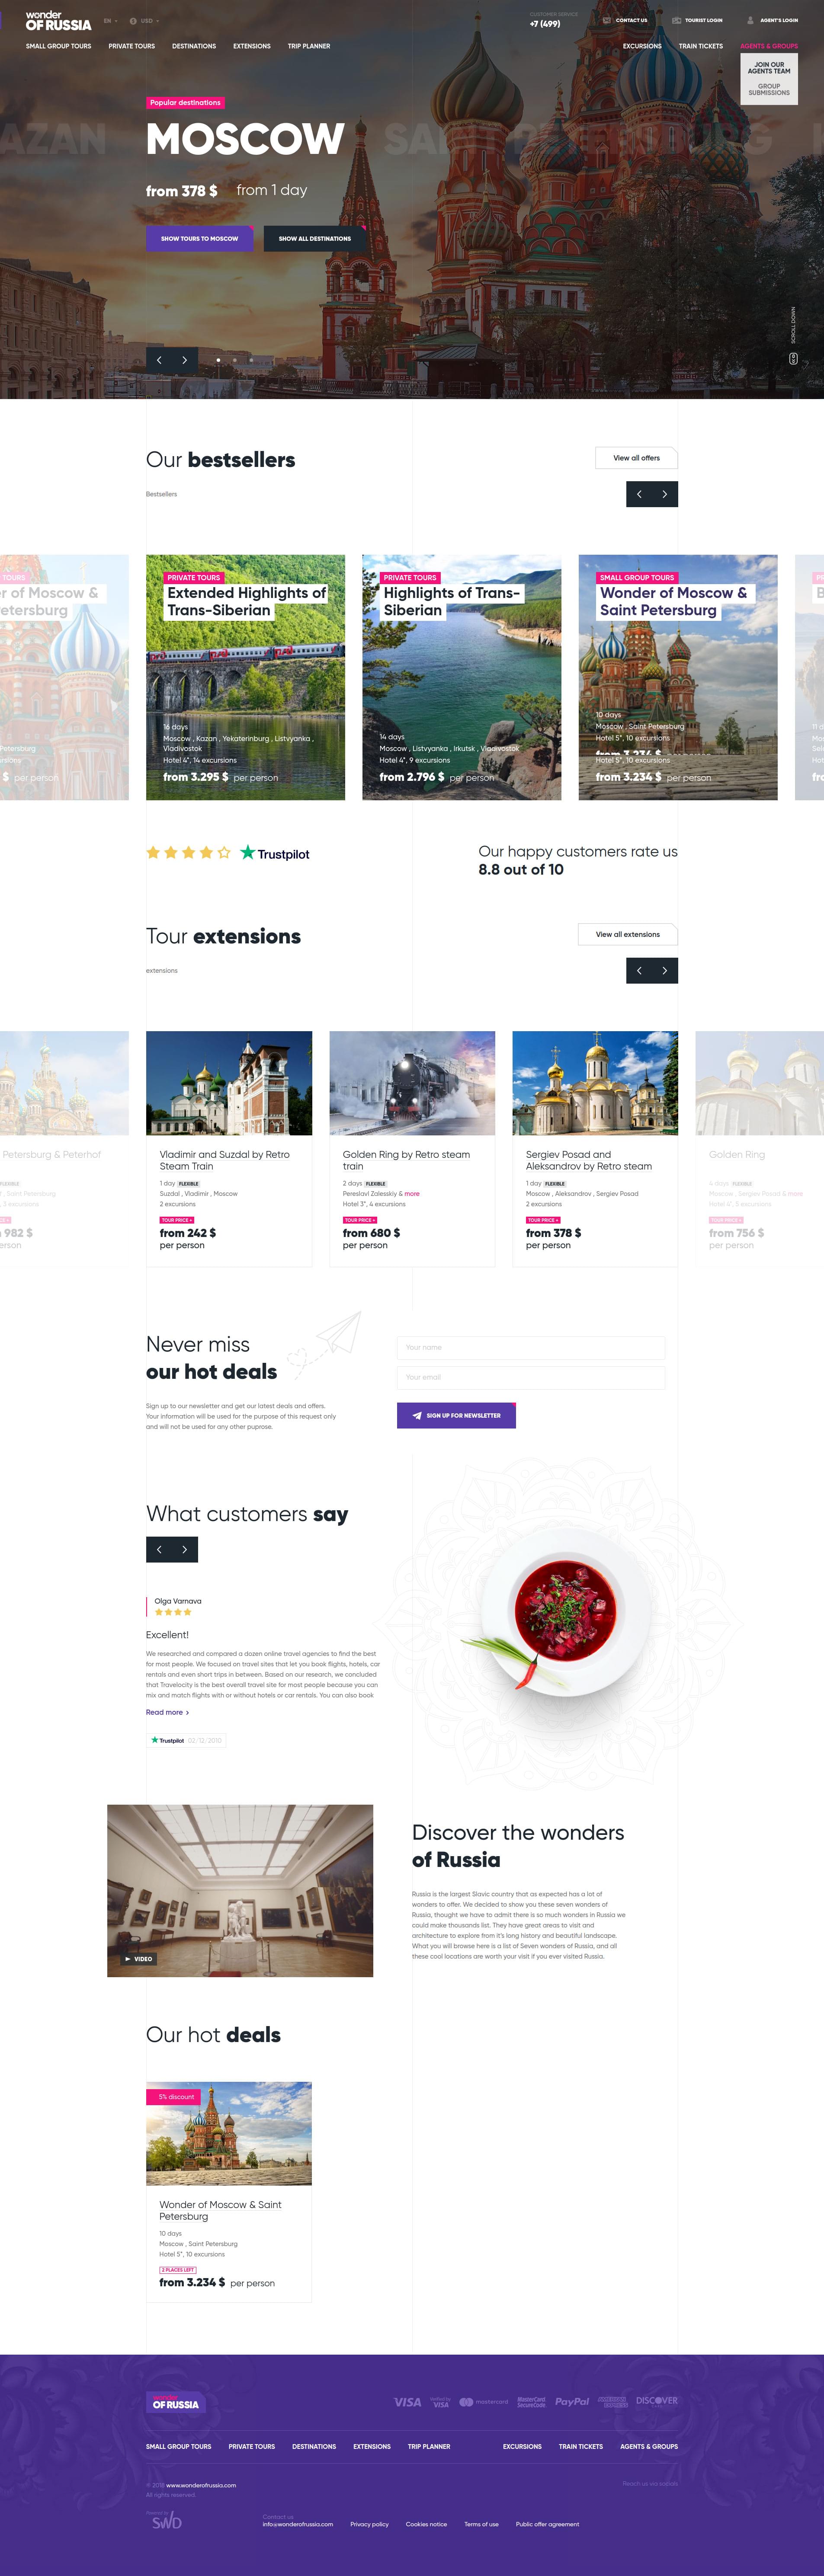 wonder
OF RUSSIA
EN
USD
CUSTOMER SERVICE
+7 (499)
CONTACT US
TOURIST LOGIN
AGENT'S LOGIN
SMALL GROUP TOURS
PRIVATE TOURS
DESTINATIONS
EXTENSIONS
TRIP PLANNER
EXCURSIONS
TRAIN TICKETS
AGENTS & GROUPS
JOIN OUR
AGENTS TEAM
GROUP
SUBMISSIONS
Popular destinations
AZAN
MOSCOW
SAINT PETERSBURG
from 378 $
from 1 day
SHOW TOURS TO MOSCOW
SHOW ALL DESTINATIONS
SCROLL DOWN
Our bestsellers
View all offers
Bestsellers
TOURS
r of Moscow &
etersburg
Petersburg
rsions
$ per person
PRIVATE TOURS
Extended Highlights of
Trans-Siberian
16 days
Moscow , Kazan , Yekaterinburg , Listvyanka ,
Vladivostok
Hotel 4*, 14 excursions
from 3.295 $ per person
PRIVATE TOURS
Highlights of Trans-
Siberian
14 days
Moscow , Listvyanka , Irkutsk , Vladivostok
Hotel 4*, 9 excursions
from 2.796 $ per person
SMALL GROUP TOURS
Wonder of Moscow &
Saint Petersburg
10 days
Moscow , Saint Petersburg
Hotel 5*, 10 excursions
from 3.234 $ per person
Hotel 5*, 10 excursions
from 3.234 $ per person
Trustpilot
Our happy customers rate us
8.8 out of 10
Tour extensions
View all extensions
extensions
Petersburg & Peterhof
FLEXIBLE
, Saint Petersburg
, 3 excursions
982 $
erson
Vladimir and Suzdal by Retro
Steam Train
1 day FLEXIBLE
Suzdal , Vladimir , Moscow
2 excursions
TOUR PRICE +
from 242 $
per person
Golden Ring by Retro steam
train
2 days FLEXIBLE
Pereslavl Zalesskiy & more
Hotel 3*, 4 excursions
TOUR PRICE +
from 680 $
per person
Sergiev Posad and
Aleksandrov by Retro steam
1 day FLEXIBLE
Moscow , Aleksandrov , Sergiev Posad
2 excursions
TOUR PRICE +
from 378 $
per person
Golden Ring
4 days FLEXIBLE
Moscow , Sergiev Posad & more
Hotel 4*, 5 excursions
TOUR PRICE +
from 756 $
per person
Never miss
our hot deals
Sign up to our newsletter and get our latest deals and offers.
Your information will be used for the purpose of this request only
and will not be used for any other puprose.
Your name
Your email
SIGN UP FOR NEWSLETTER
What customers say
Olga Varnava
Excellent!
We researched and compared a dozen online travel agencies to find the best
for most people. We focused on travel sites that let you book flights, hotels, car
rentals and even short trips in between. Based on our research, we concluded
that Travelocity is the best overall travel site for most people because you can
mix and match flights with or without hotels or car rentals. You can also book
Read more
Trustpilot 02/12/2010
VIDEO
Discover the wonders
of Russia
Russia is the largest Slavic country that as expected has a lot of
wonders to offer. We decided to show you these seven wonders of
Russia, thought we have to admit there is so much wonders in Russia we
could make thousands list. They have great areas to visit and
architecture to explore from it's long history and beautiful landscape.
What you will browse here is a list of Seven wonders of Russia, and all
these cool locations are worth your visit if you ever visited Russia.
Our hot deals
5% discount
Wonder of Moscow & Saint
Petersburg
10 days
Moscow , Saint Petersburg
Hotel 5*, 10 excursions
2 PLACES LEFT
from 3.234 $ per person
wonder
OF RUSSIA
VISA
Verified by
VISA
mastercard
MasterCard
SecureCode
PayPal
AMERICAN
EXPRESS
DISCOVER
SMALL GROUP TOURS
PRIVATE TOURS
DESTINATIONS
EXTENSIONS
TRIP PLANNER
EXCURSIONS
TRAIN TICKETS
AGENTS & GROUPS
www.wonderofrussia.com
All rights reserved.
Reach us via socials
Powered by
SWD
Contact us
info@wonderofrussia.com
Privacy policy
Cookies notice
Terms of use
Public offer agreement